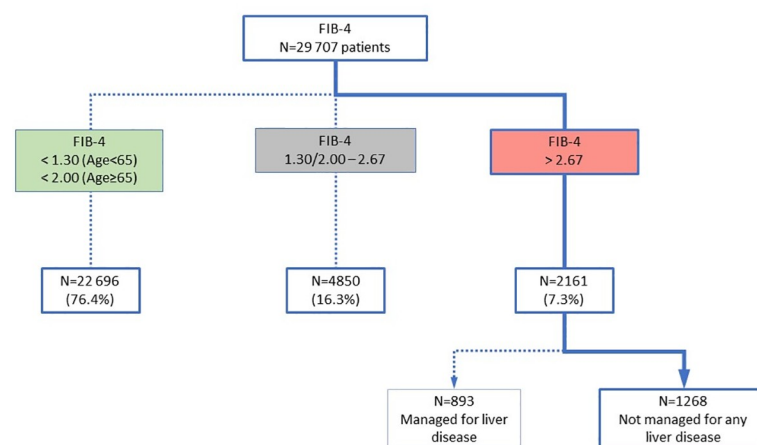 FIB-4
N=29 707 patients
FIB-4
< 1.30 (Age<65)
< 2.00 (Age≥65)
FIB-4
1.30/2.00 – 2.67
FIB-4
> 2.67
N=22 696
(76.4%)
N=4850
(16.3%)
N=2161
(7.3%)
N=893
Managed for liver
disease
N=1268
Not managed for any
liver disease